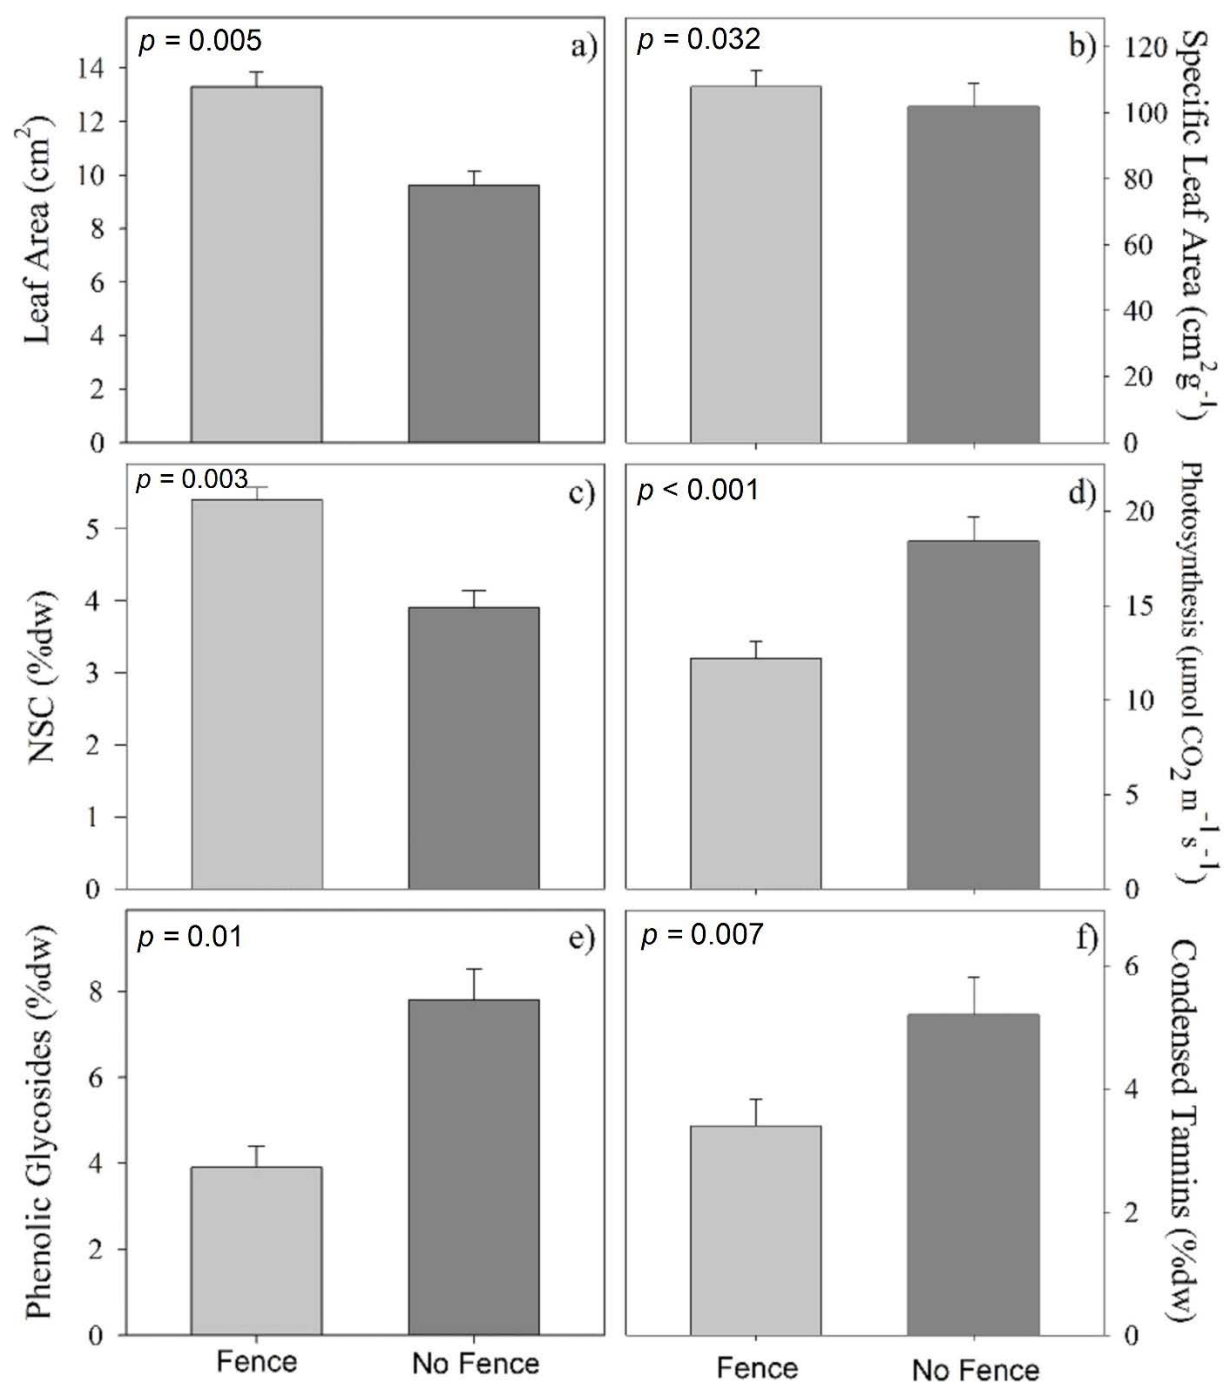 p = 0.005
a)
14
12
10
8
6
4
2
0
Leaf Area (cm²)
p = 0.032
b)
120
100
80
60
40
20
0
Specific Leaf Area (cm²g⁻¹)
p = 0.003
c)
5
4
3
2
1
0
NSC (%dw)
p < 0.001
d)
20
15
10
5
0
Photosynthesis (μmol CO₂ m⁻¹s⁻¹)
p = 0.01
e)
8
6
4
2
0
Phenolic Glycosides (%dw)
Fence
No Fence
p = 0.007
f)
6
4
2
0
Condensed Tannins (%dw)
Fence
No Fence